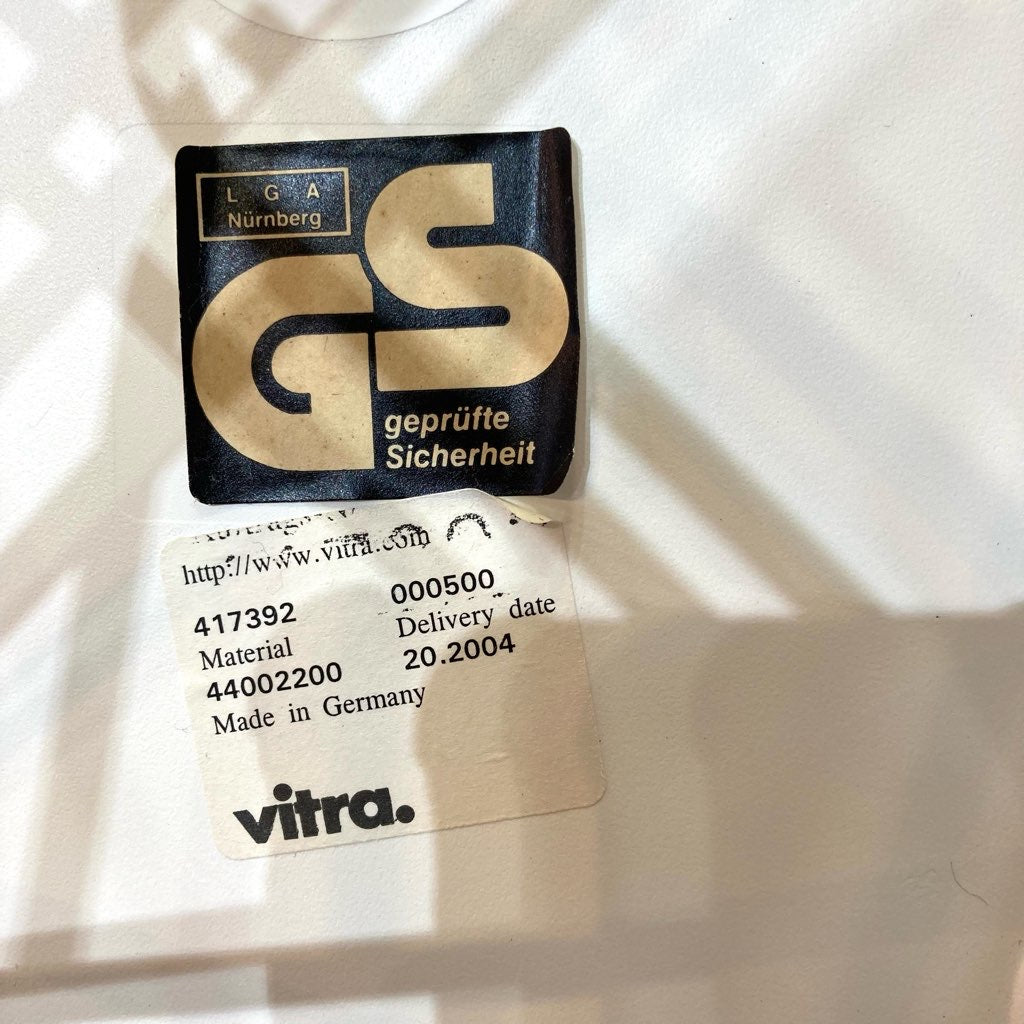 L G A
Nürnberg
GS
geprüfte
Sicherheit
http://www.vitra.com
417392 000500
Material Delivery date
44002200 20.2004
Made in Germany
vitra.